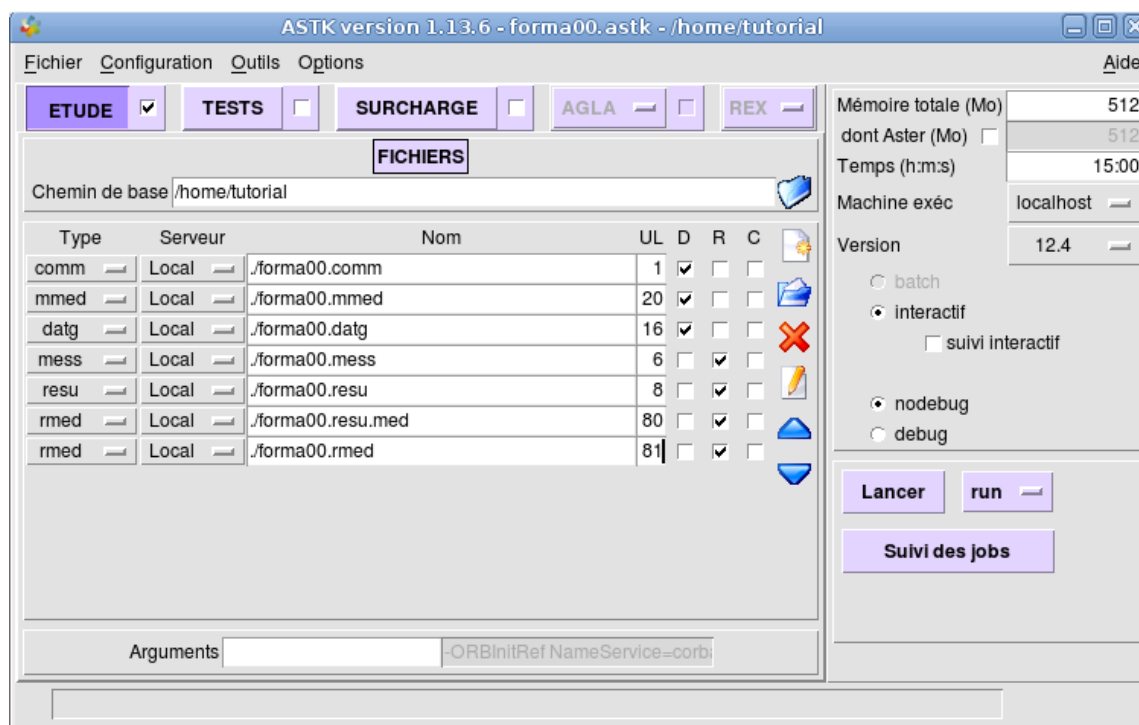 ASTK version 1.13.6 - forma00.astk - /home/tutorial
Fichier Configuration Outils Options Aide
ETUDE TESTS SURCHARGE AGLA REX
FICHIERS
Chemin de base /home/tutorial
Type Serveur Nom UL D R C
comm Local ./forma00.comm 1
mmed Local ./forma00.mmed 20
datg Local ./forma00.datg 16
mess Local ./forma00.mess 6
resu Local ./forma00.resu 8
rmed Local ./forma00.resu.med 80
rmed Local ./forma00.rmed 81
Arguments -ORBInitRef NameService=corb
Mémoire totale (Mo) 512
dont Aster (Mo) 512
Temps (h:m:s) 15:00
Machine exéc localhost
Version 12.4
batch
interactif
suivi interactif
nodebug
debug
Lancer run
Suivi des jobs